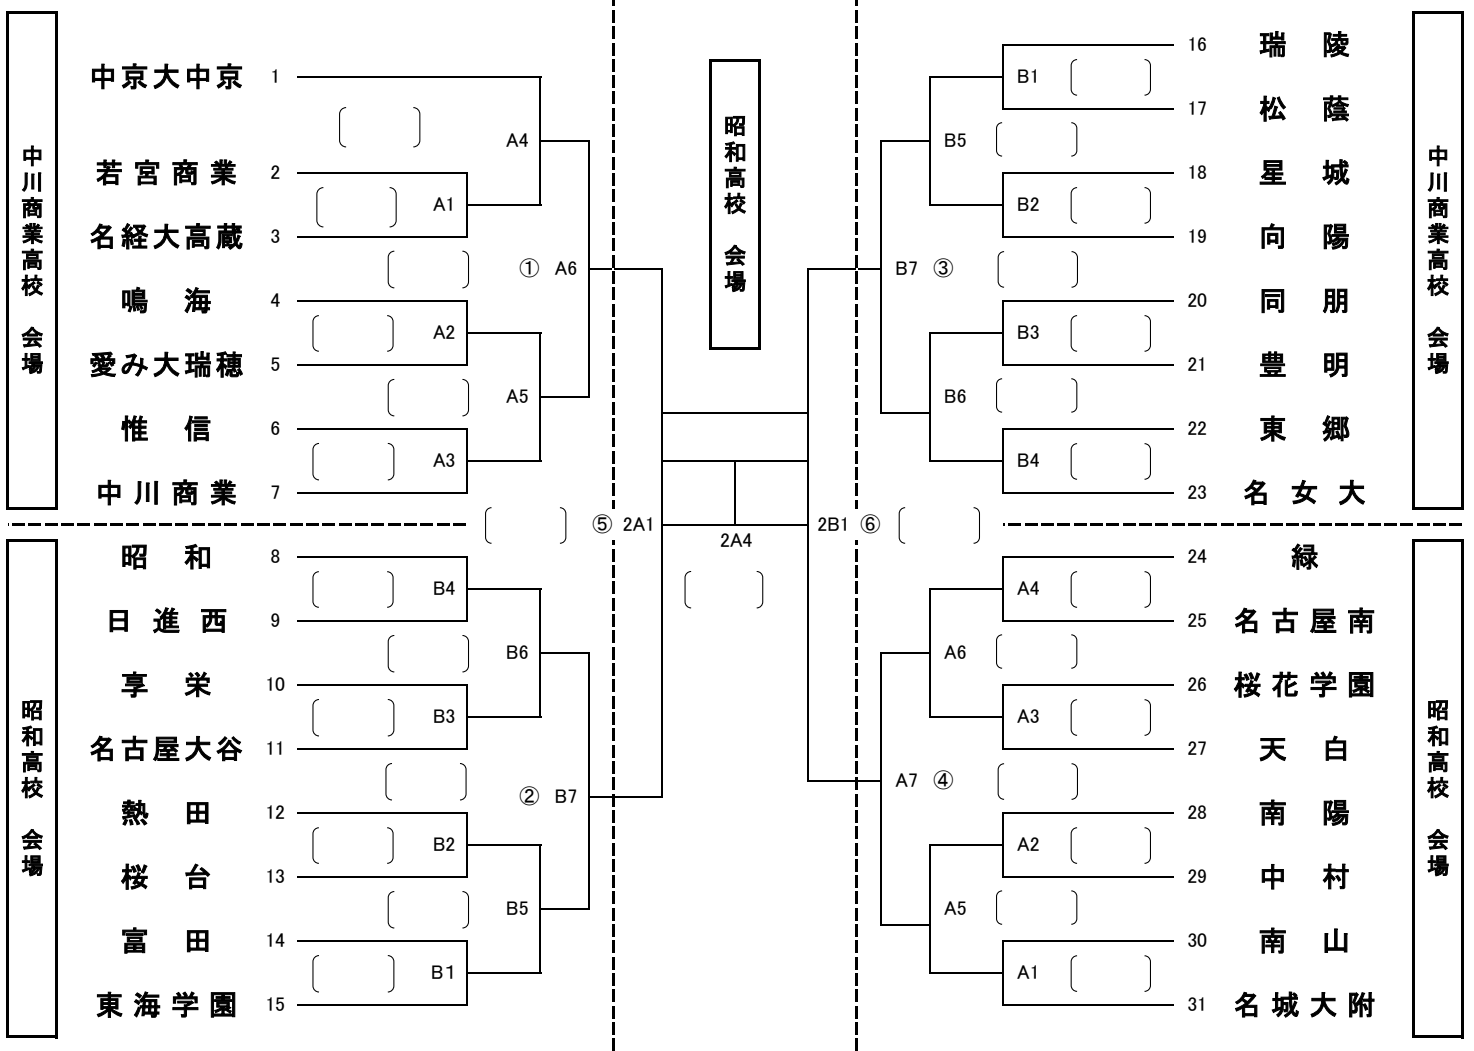 中川商業高校　会場
中京大中京 1
A4
若宮商業 2
A1
名経大高蔵 3
① A6
鳴海 4
A2
愛み大瑞穂 5
A5
惟信 6
A3
中川商業 7
昭和高校　会場
昭和 8
B4
日進西 9
B6
享栄 10
B3
名古屋大谷 11
② B7
熱田 12
B2
桜台 13
B5
富田 14
B1
東海学園 15
昭和高校　会場
⑤ 2A1
2A4
2B1 ⑥
16 瑞陵
B1
17 松蔭
B5
18 星城
B2
19 向陽
B7 ③
20 同朋
B3
21 豊明
B6
22 東郷
B4
23 名女大
中川商業高校　会場
24 緑
A4
25 名古屋南
A6
26 桜花学園
A3
27 天白
A7 ④
28 南陽
A2
29 中村
A5
30 南山
A1
31 名城大附
昭和高校　会場